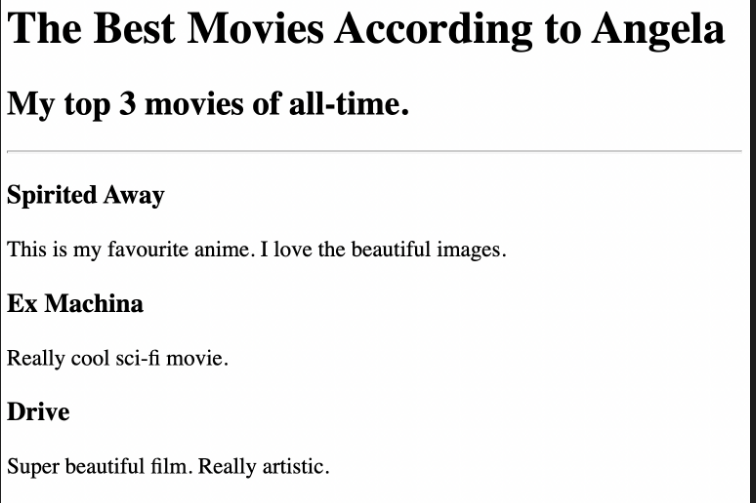 The Best Movies According to Angela
My top 3 movies of all-time.
Spirited Away
This is my favourite anime. I love the beautiful images.
Ex Machina
Really cool sci-fi movie.
Drive
Super beautiful film. Really artistic.